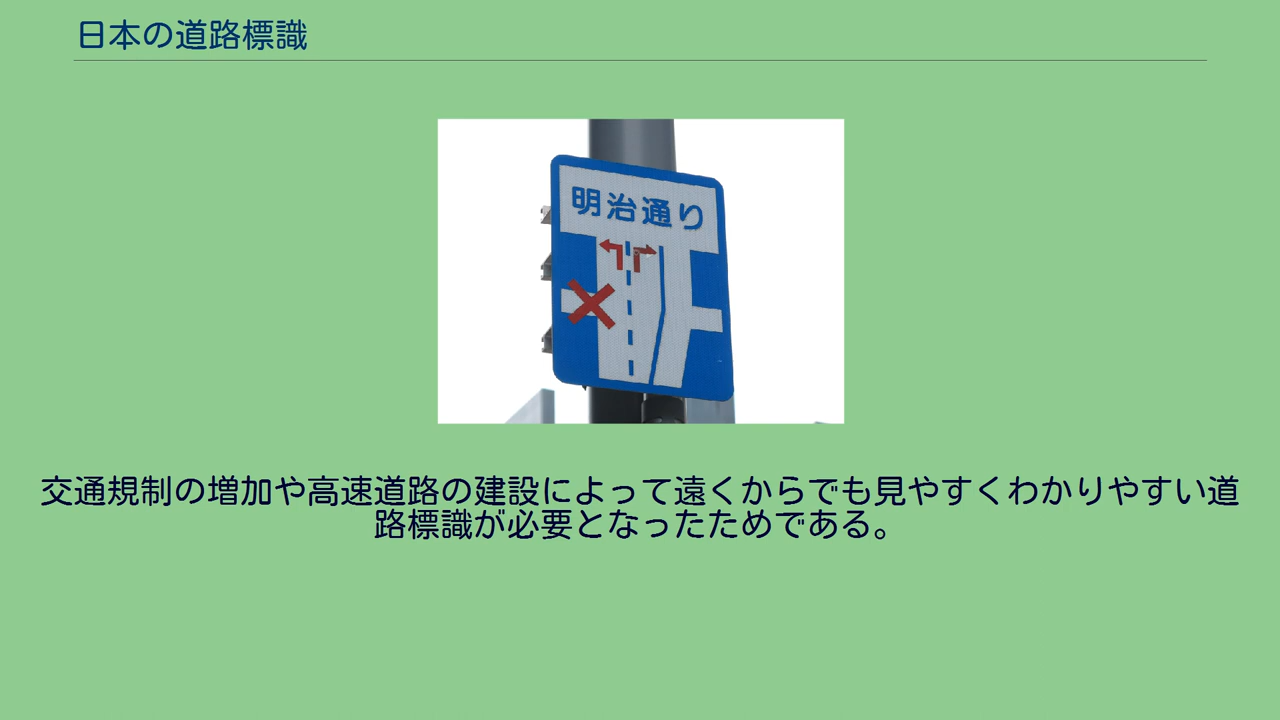 日本の道路標識
明治通り
交通規制の増加や高速道路の建設によって遠くからでも見やすくわかりやすい道
路標識が必要となったためである。